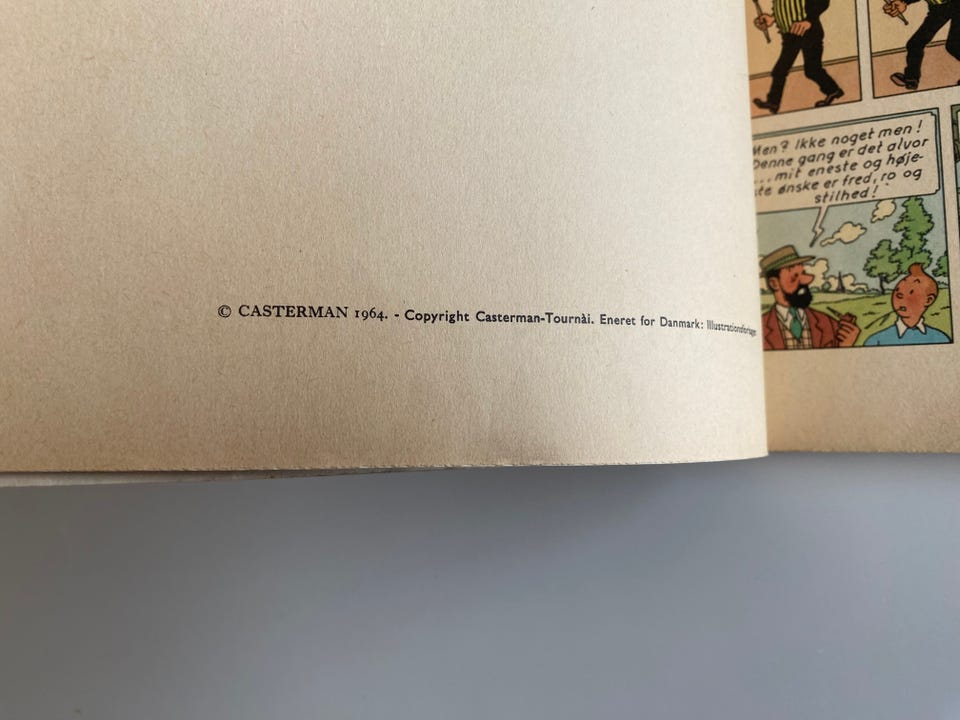 © CASTERMAN 1964. - Copyright Casterman-Tournài. Eneret for Danmark: Illustrationsforlaget
Men? Ikke noget men!
Denne gang er det alvor
...mit eneste og høje-
ste ønske er fred, ro og
stilhed!